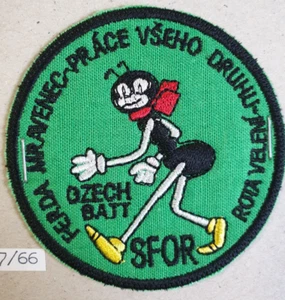 FERDA MRAVENEC-PRÁCE VŠEHO DRUHU-
ROTA VELENÍ
CZECH
BATT
SFOR
7/66